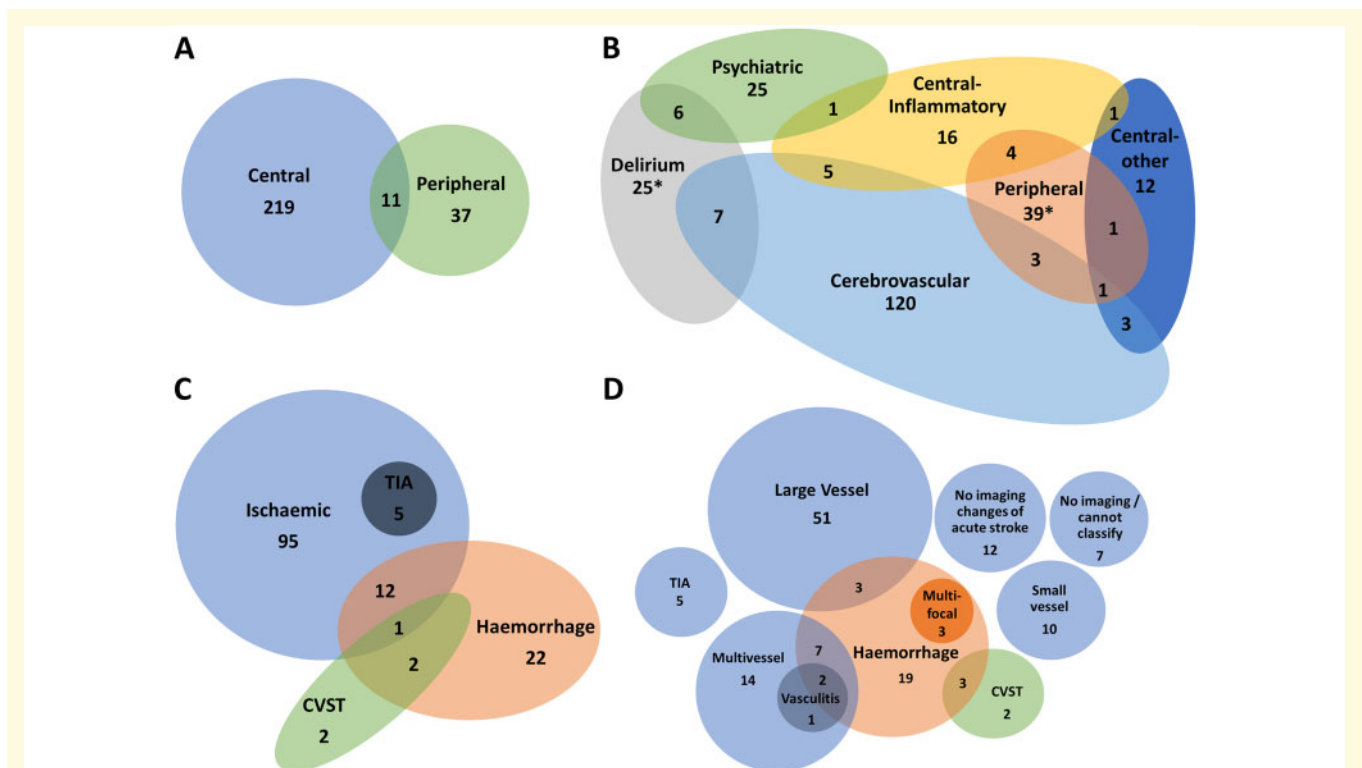 A
Central
219
11
Peripheral
37
B
Psychiatric
25
6
1
Central-
Inflammatory
16
1
Central-
other
12
Delirium
25*
5
4
Peripheral
39*
7
1
3
Cerebrovascular
120
1
3
C
Ischaemic
95
TIA
5
12
1
Haemorrhage
22
2
CVST
2
D
Large Vessel
51
No imaging
changes of
acute stroke
12
No imaging /
cannot
classify
7
TIA
5
3
Multi-
focal
3
Small
vessel
10
Multivessel
14
7
Haemorrhage
19
2
Vasculitis
1
3
CVST
2